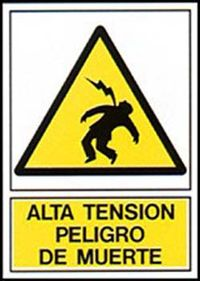 ALTA TENSION
PELIGRO
DE MUERTE